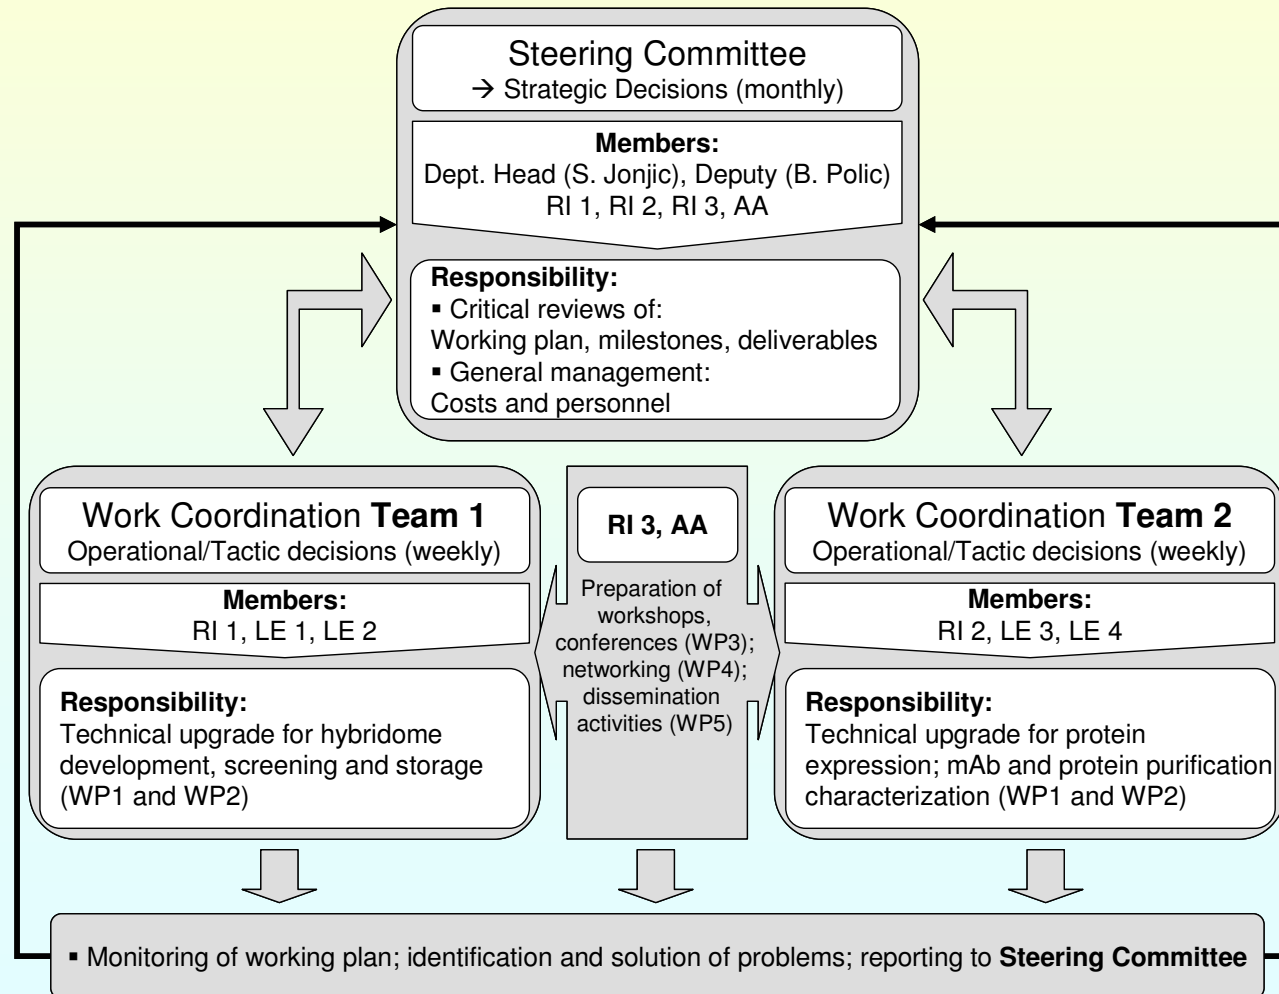 Steering Committee
→ Strategic Decisions (monthly)
Members:
Dept. Head (S. Jonjic), Deputy (B. Polic)
RI 1, RI 2, RI 3, AA
Responsibility:
▪ Critical reviews of:
Working plan, milestones, deliverables
▪ General management:
Costs and personnel
Work Coordination Team 1
Operational/Tactic decisions (weekly)
Members:
RI 1, LE 1, LE 2
Responsibility:
Technical upgrade for hybridome
development, screening and storage
(WP1 and WP2)
RI 3, AA
Preparation of
workshops,
conferences (WP3);
networking (WP4);
dissemination
activities (WP5)
Work Coordination Team 2
Operational/Tactic decisions (weekly)
Members:
RI 2, LE 3, LE 4
Responsibility:
Technical upgrade for protein
expression; mAb and protein purification
characterization (WP1 and WP2)
▪ Monitoring of working plan; identification and solution of problems; reporting to Steering Committee